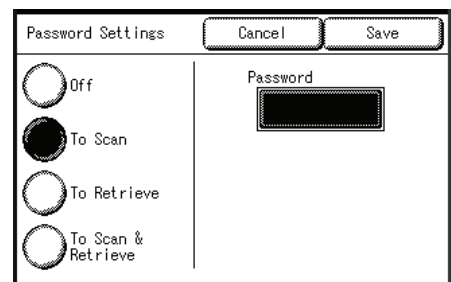 Password Settings
Cancel
Save
Off
Password
To Scan
To Retrieve
To Scan &
Retrieve